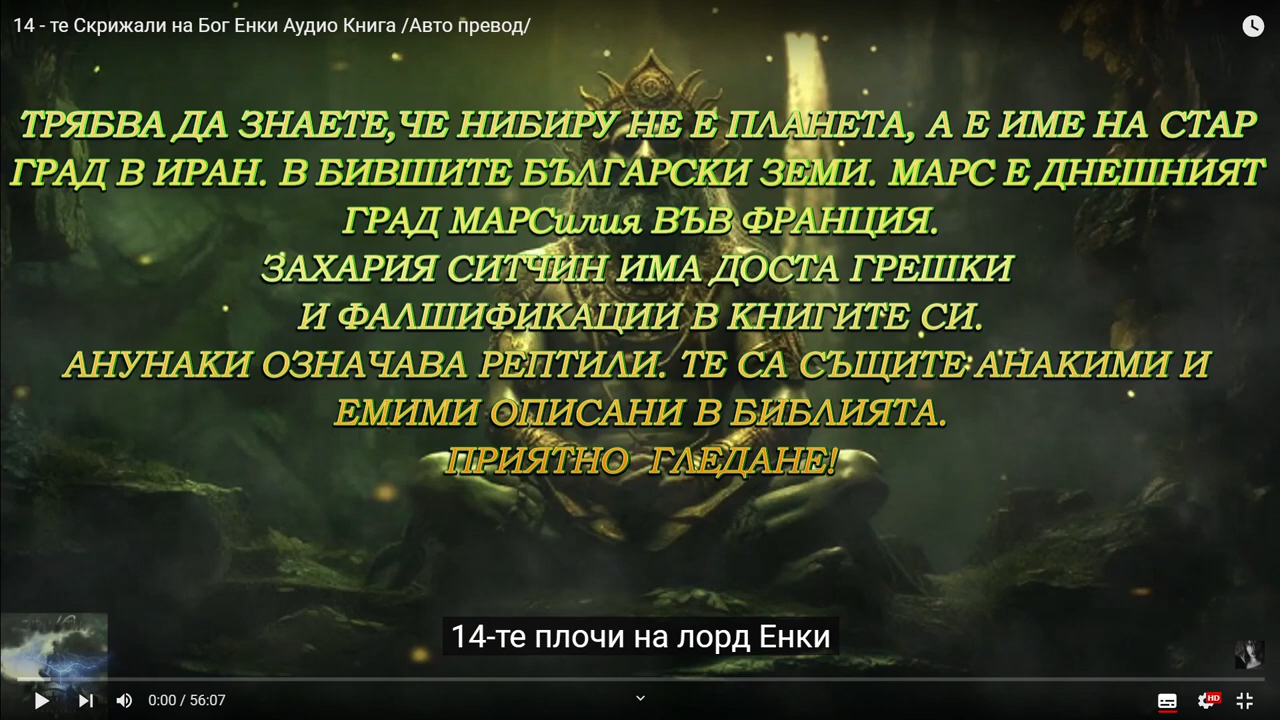 14 - те Скрижали на Бог Енки Аудио Книга /Авто превод/
ТРЯБВА ДА ЗНАЕТЕ,ЧЕ НИБИРУ НЕ Е ПЛАНЕТА, А Е ИМЕ НА СТАР
ГРАД В ИРАН. В БИВШИТЕ БЪЛГАРСКИ ЗЕМИ. МАРС Е ДНЕШНИЯТ
ГРАД МАРСилия ВЪВ ФРАНЦИЯ.
ЗАХАРИЯ СИТЧИН ИМА ДОСТА ГРЕШКИ
И ФАЛШИФИКАЦИИ В КНИГИТЕ СИ.
АНУНАКИ ОЗНАЧАВА РЕПТИЛИ. ТЕ СА СЪЩИТЕ АНАКИМИ И
ЕМИМИ ОПИСАНИ В БИБЛИЯТА.
ПРИЯТНО ГЛЕДАНЕ!
14-те плочи на лорд Енки
0:00 / 56:07
HD